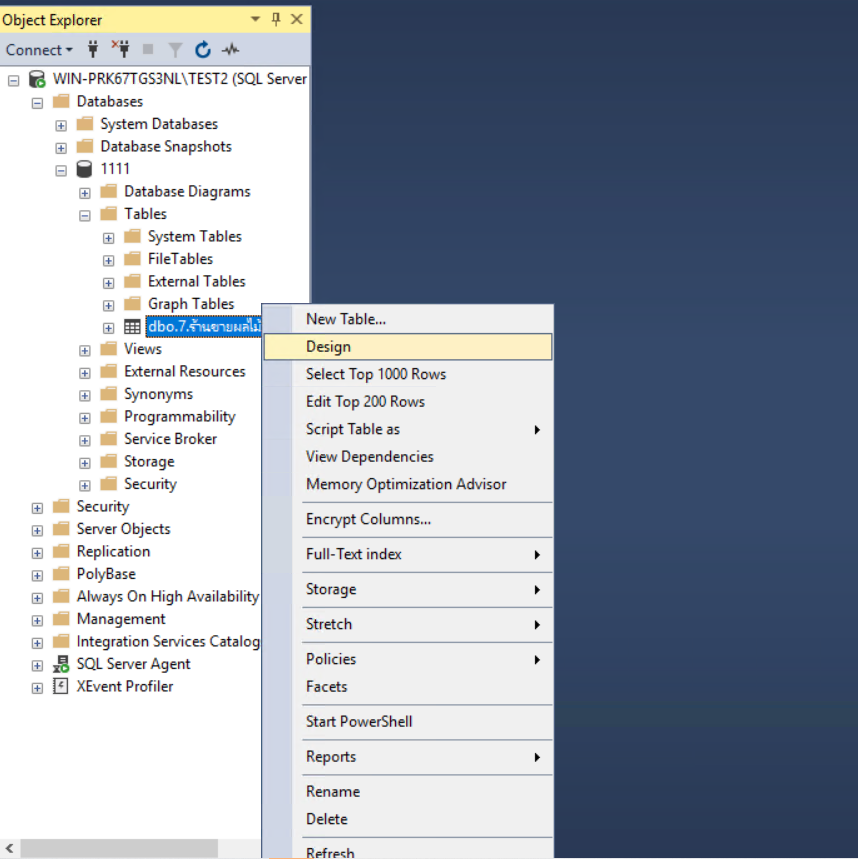 Object Explorer
Connect
WIN-PRK67TGS3NL\TEST2 (SQL Server
Databases
System Databases
Database Snapshots
1111
Database Diagrams
Tables
System Tables
FileTables
External Tables
Graph Tables
dbo.7.ร้านขายผลไม้
Views
External Resources
Synonyms
Programmability
Service Broker
Storage
Security
Security
Server Objects
Replication
PolyBase
Always On High Availability
Management
Integration Services Catalog
SQL Server Agent
XEvent Profiler
New Table...
Design
Select Top 1000 Rows
Edit Top 200 Rows
Script Table as
View Dependencies
Memory Optimization Advisor
Encrypt Columns...
Full-Text index
Storage
Stretch
Policies
Facets
Start PowerShell
Reports
Rename
Delete
Refresh